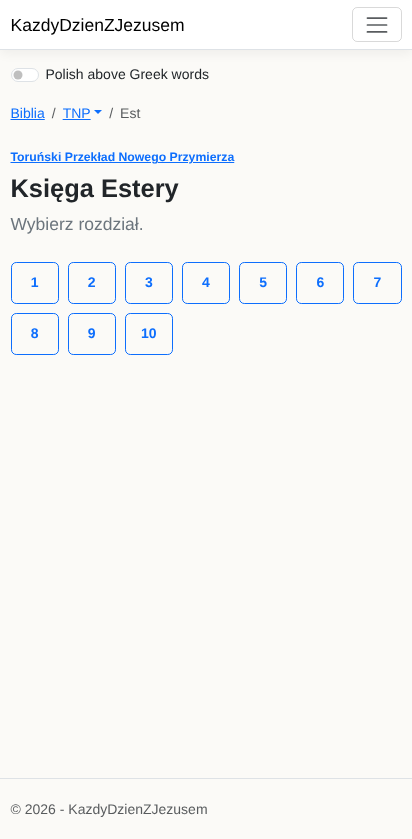 KazdyDzienZJezusem
Polish above Greek words
Biblia / TNP / Est
Toruński Przekład Nowego Przymierza
Księga Estery
Wybierz rozdział.
1 2 3 4 5 6 7
8 9 10
© 2026 - KazdyDzienZJezusem